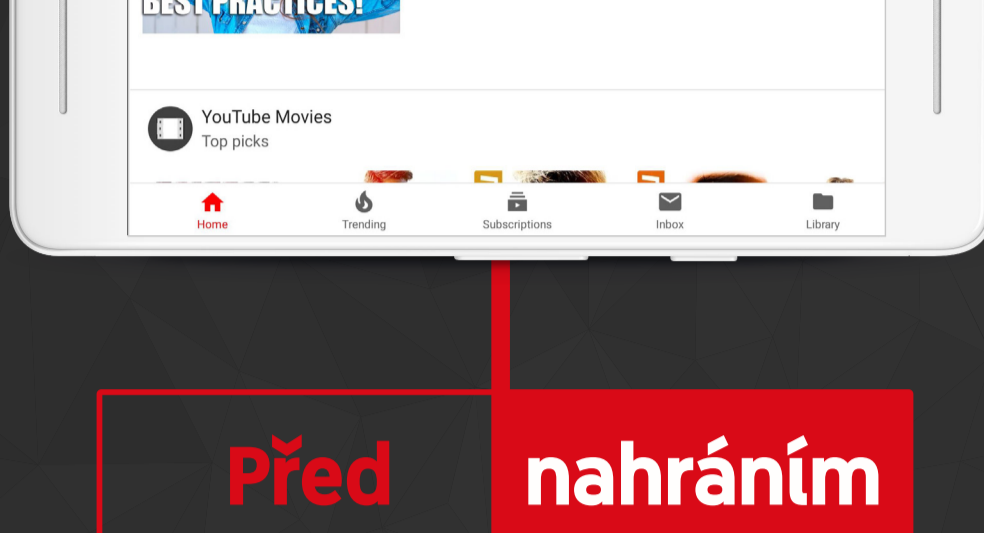 BEST PRACTICES!
YouTube Movies
Top picks
Home Trending Subscriptions Inbox Library
Před nahráním